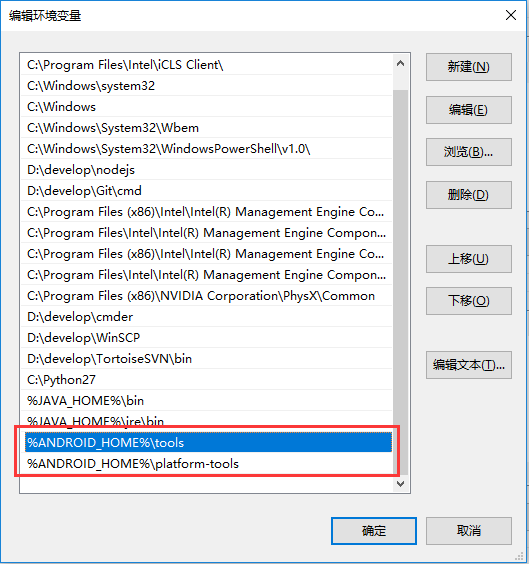 编辑环境变量
C:\Program Files\Intel\iCLS Client\
C:\Windows\system32
C:\Windows
C:\Windows\System32\Wbem
C:\Windows\System32\WindowsPowerShell\v1.0\
D:\develop\nodejs
D:\develop\Git\cmd
C:\Program Files (x86)\Intel\Intel(R) Management Engine Co...
C:\Program Files (x86)\Intel\Intel(R) Management Engine Compon...
C:\Program Files (x86)\Intel\Intel(R) Management Engine Compon...
C:\Program Files (x86)\Intel\Intel(R) Management Engine Compon...
C:\Program Files (x86)\NVIDIA Corporation\PhysX\Common
D:\develop\cmder
D:\develop\WinSCP
D:\develop\TortoiseSVN\bin
C:\Python27
%JAVA_HOME%\bin
%JAVA_HOME%\jre\bin
%ANDROID_HOME%\tools
%ANDROID_HOME%\platform-tools
新建(N)
编辑(E)
浏览(B)...
删除(D)
上移(U)
下移(O)
编辑文本(T)...
确定
取消